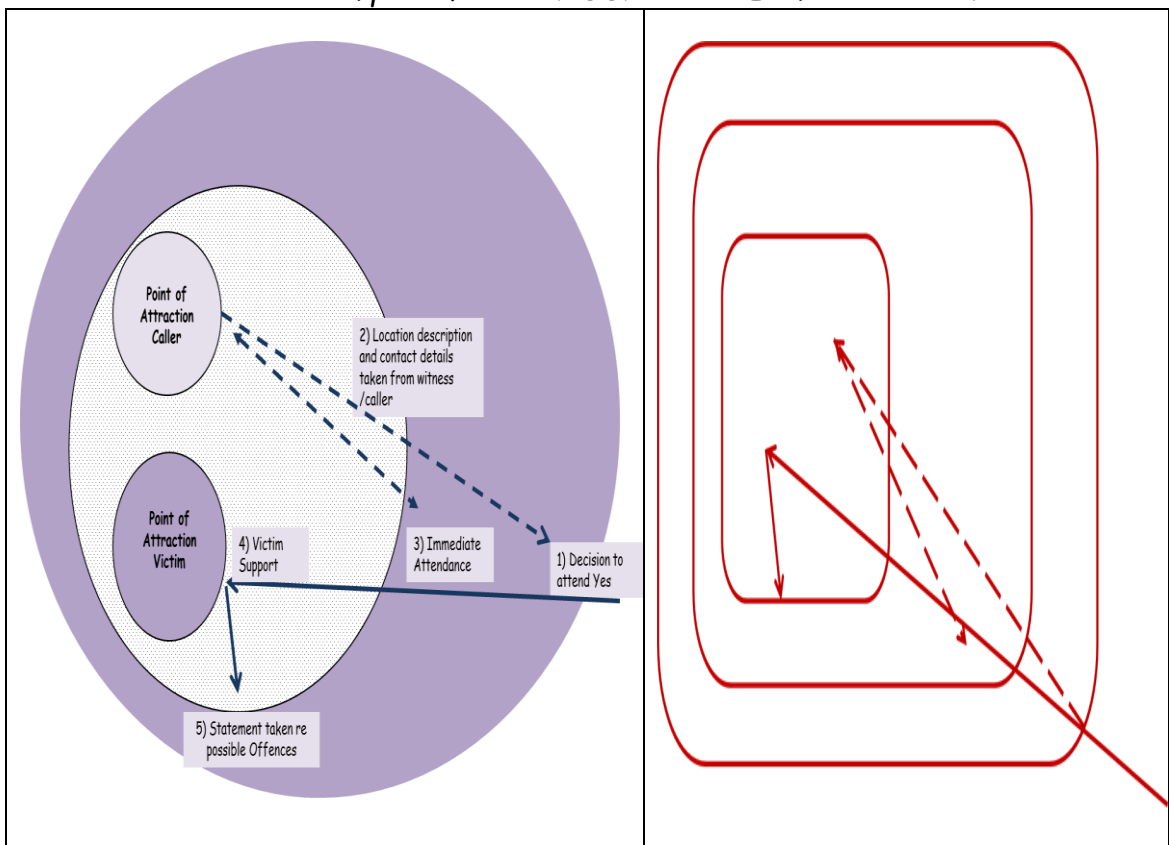 Point of
Attraction
Caller
2) Location description
and contact details
taken from witness
/caller
Point of
Attraction
Victim
4) Victim
Support
3) Immediate
Attendance
1) Decision to
attend Yes
5) Statement taken re
possible Offences